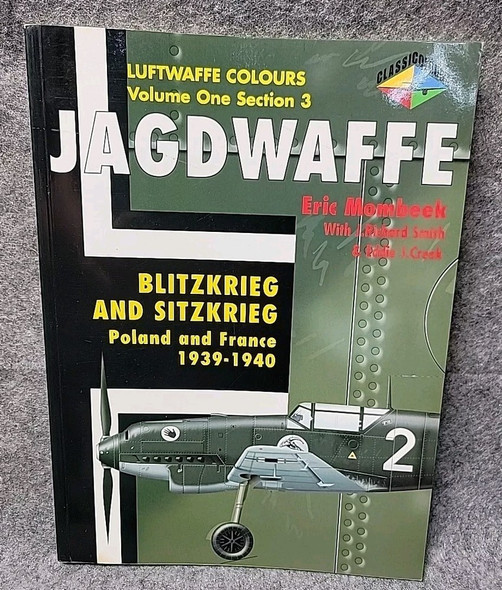 LUFTWAFFE COLOURS
Volume One Section 3
JAGDWAFFE
Eric Mombeek
With J.Richard Smith
& Eddie J.Creek
BLITZKRIEG
AND SITZKRIEG
Poland and France
1939-1940
2